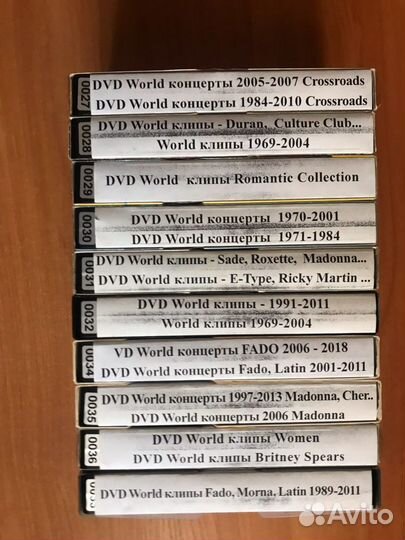 0027
DVD World концерты 2005-2007 Crossroads
DVD World концерты 1984-2010 Crossroads
0028
DVD World клипы - Duran, Culture Club...
World клипы 1969-2004
0029
DVD World клипы Romantic Collection
0030
DVD World концерты 1970-2001
DVD World концерты 1971-1984
0031
DVD World клипы - Sade, Roxette, Madonna...
DVD World клипы - E-Type, Ricky Martin ...
0032
DVD World клипы - 1991-2011
World клипы 1969-2004
0034
VD World концерты FADO 2006 - 2018
DVD World концерты Fado, Latin 2001-2011
0035
DVD World концерты 1997-2013 Madonna, Cher..
DVD World концерты 2006 Madonna
0036
DVD World клипы Women
DVD World клипы Britney Spears
DVD World клипы Fado, Morna, Latin 1989-2011
Avito